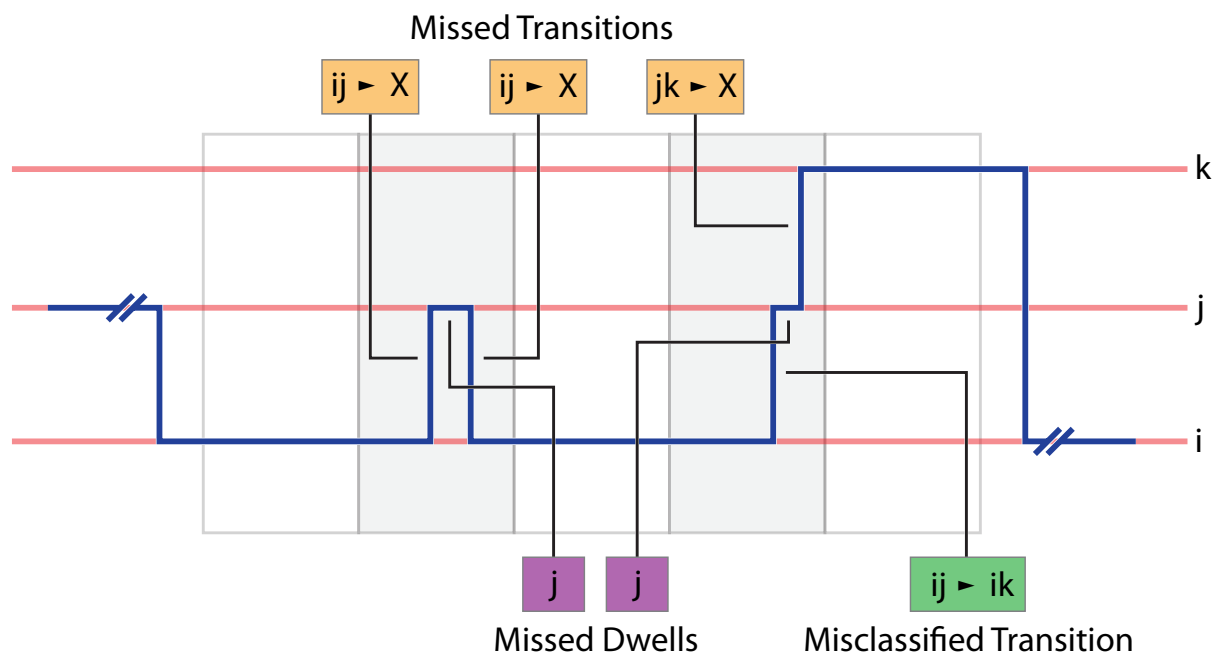 Missed Transitions
ij ► X
ij ► X
jk ► X
k
j
i
j
j
ij ► ik
Missed Dwells
Misclassified Transition